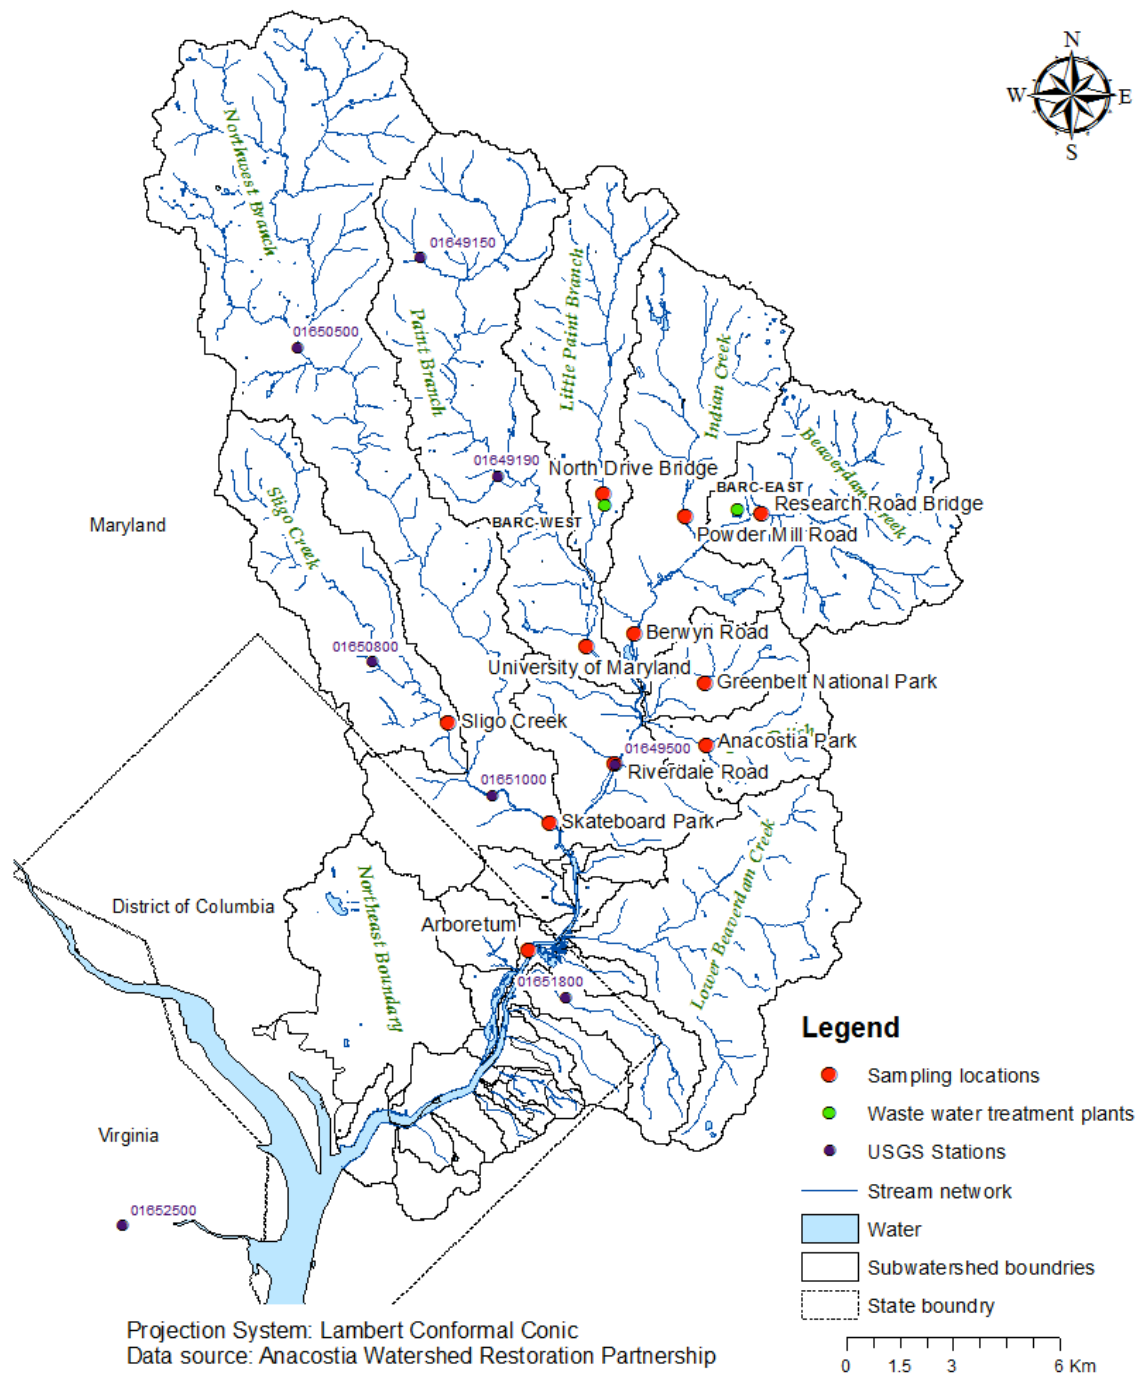 N
W
E
S
Northwest Branch
01649150
Little Paint Branch
01650500
Paint Branch
Indian Creek
Beaverdam Creek
01649190
North Drive Bridge
BARC-EAST
Sligo Creek
Research Road Bridge
Maryland
BARC-WEST
Powder Mill Road
Berwyn Road
01650800
University of Maryland
Greenbelt National Park
Sligo Creek
Anacostia Park
01649500
Riverdale Road
01651000
Skateboard Park
Lower Beaverdam Creek
Northeast Boundary
District of Columbia
Arboretum
01651800
Legend
Sampling locations
Waste water treatment plants
Virginia
USGS Stations
Stream network
01652500
Water
Subwatershed boundries
State boundry
Projection System: Lambert Conformal Conic
Data source: Anacostia Watershed Restoration Partnership
0 1.5 3 6 Km